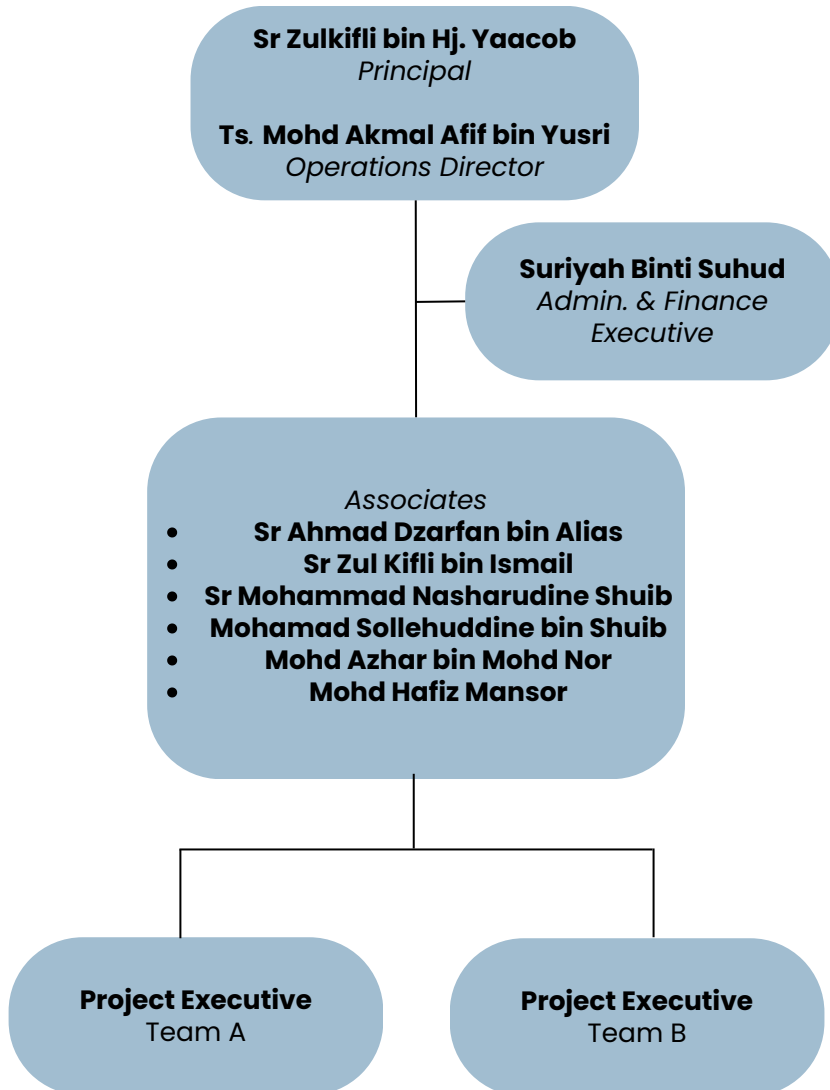 Sr Zulkifli bin Hj. Yaacob
Principal
Ts. Mohd Akmal Afif bin Yusri
Operations Director
Suriyah Binti Suhud
Admin. & Finance
Executive
Associates
• Sr Ahmad Dzarfan bin Alias
• Sr Zul Kifli bin Ismail
• Sr Mohammad Nasharudine Shuib
• Mohamad Sollehuddine bin Shuib
• Mohd Azhar bin Mohd Nor
• Mohd Hafiz Mansor
Project Executive
Team A
Project Executive
Team B